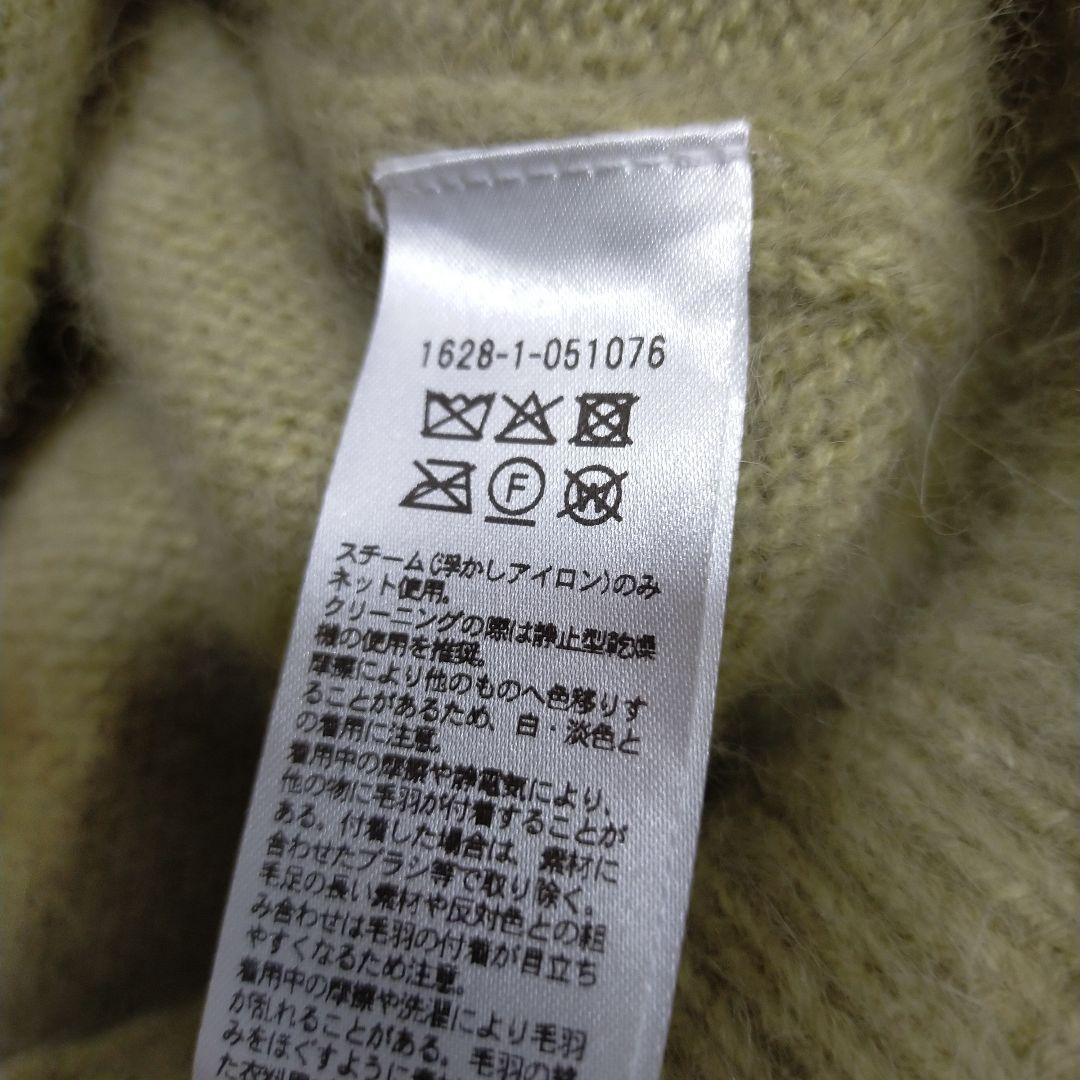 1628-1-051076
F
W
スチーム(浮かしアイロン)のみ
ネット使用。
クリーニングの際は静止型乾燥
機の使用を推奨。
摩擦により他のものへ色移りす
ることがあるため、白・淡色と
の着用に注意。
着用中の摩擦や静電気により、
他の物に毛羽が付着することが
ある。付着した場合は、素材に
合わせたブラシ等で取り除く。
毛足の長い素材や反対色との組
み合わせは毛羽の付着が目立ち
やすくなるため注意。
着用中の摩擦や洗濯により毛羽
が乱れることがある。毛羽の絡
みをほぐすように
た衣料